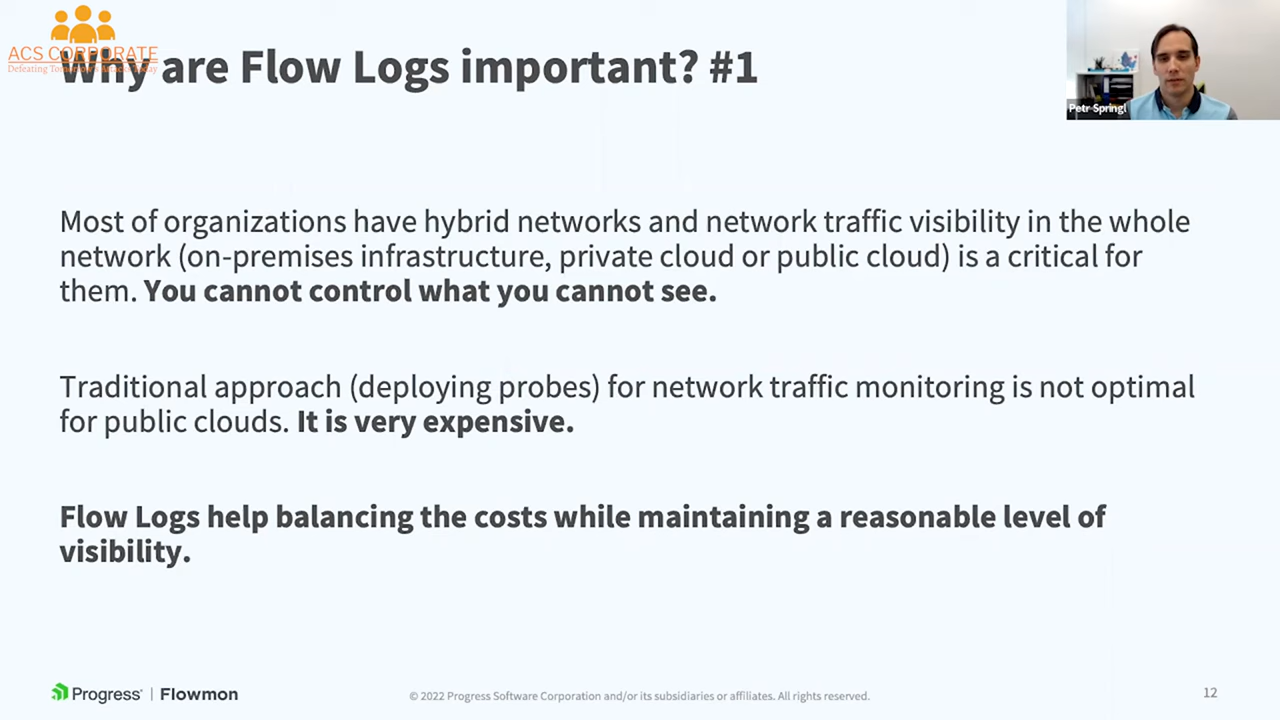 ACS CORPORATE
Why are Flow Logs important? #1
Petr Springl
Most of organizations have hybrid networks and network traffic visibility in the whole
network (on-premises infrastructure, private cloud or public cloud) is a critical for
them. You cannot control what you cannot see.
Traditional approach (deploying probes) for network traffic monitoring is not optimal
for public clouds. It is very expensive.
Flow Logs help balancing the costs while maintaining a reasonable level of
visibility.
Progress | Flowmon
© 2022 Progress Software Corporation and/or its subsidiaries or affiliates. All rights reserved.
12